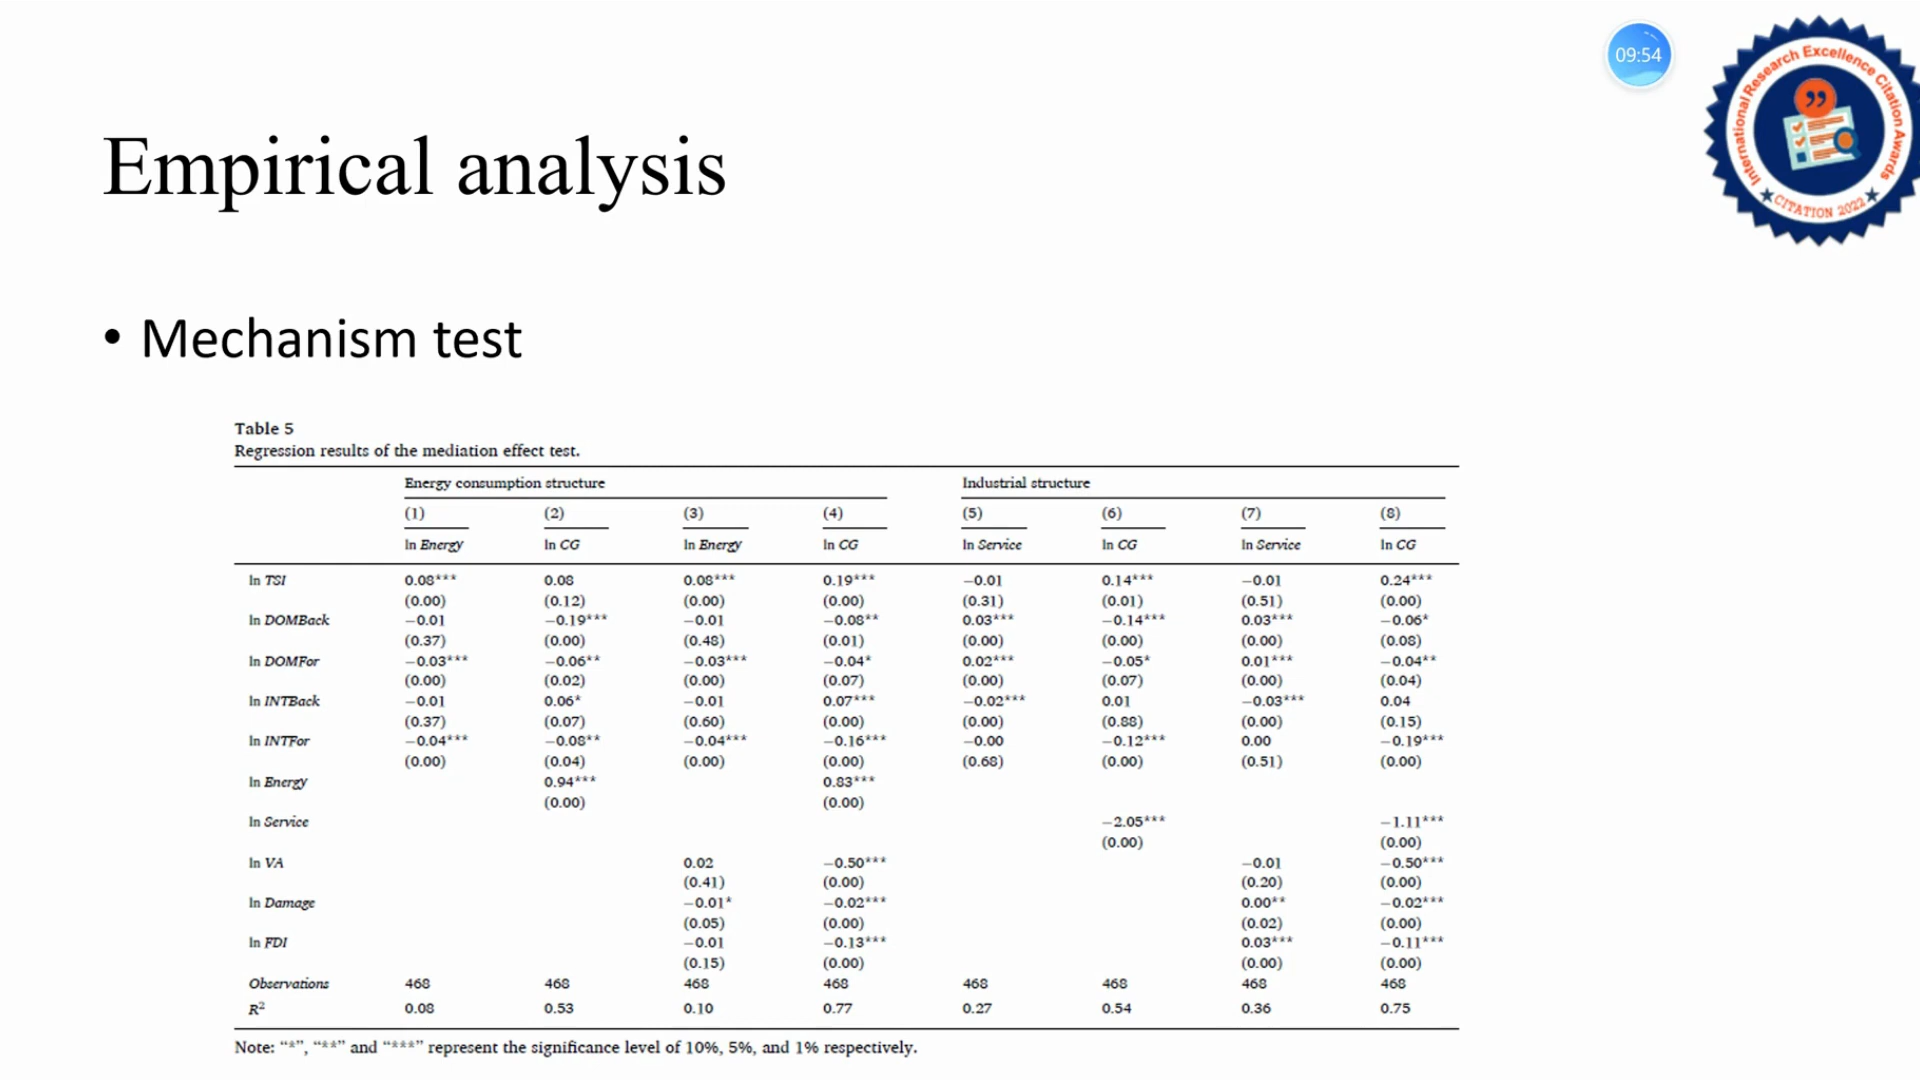 09:54
International Research Excellence Citation Awards
CITATION 2022
Empirical analysis
• Mechanism test
Table 5
Regression results of the mediation effect test.
Energy consumption structure Industrial structure
(1) (2) (3) (4) (5) (6) (7) (8)
ln Energy ln CG ln Energy ln CG ln Service ln CG ln Service ln CG
ln TSI 0.08*** 0.08 0.08*** 0.19*** −0.01 0.14*** −0.01 0.24***
(0.00) (0.12) (0.00) (0.00) (0.31) (0.01) (0.51) (0.00)
ln DOMBack −0.01 −0.19*** −0.01 −0.08** 0.03*** −0.14*** 0.03*** −0.06*
(0.37) (0.00) (0.48) (0.01) (0.00) (0.00) (0.00) (0.08)
ln DOMFor −0.03*** −0.06** −0.03*** −0.04* 0.02*** −0.05* 0.01*** −0.04**
(0.00) (0.02) (0.00) (0.07) (0.00) (0.07) (0.00) (0.04)
ln INTBack −0.01 0.06* −0.01 0.07*** −0.02*** 0.01 −0.03*** 0.04
(0.37) (0.07) (0.60) (0.00) (0.00) (0.88) (0.00) (0.15)
ln INTFor −0.04*** −0.08** −0.04*** −0.16*** −0.00 −0.12*** 0.00 −0.19***
(0.00) (0.04) (0.00) (0.00) (0.68) (0.00) (0.51) (0.00)
ln Energy 0.94*** 0.83***
(0.00) (0.00)
ln Service −2.05*** −1.11***
(0.00) (0.00)
ln VA 0.02 −0.50*** −0.01 −0.50***
(0.41) (0.00) (0.20) (0.00)
ln Damage −0.01* −0.02*** 0.00** −0.02***
(0.05) (0.00) (0.02) (0.00)
ln FDI −0.01 −0.13*** 0.03*** −0.11***
(0.15) (0.00) (0.00) (0.00)
Observations 468 468 468 468 468 468 468 468
R² 0.08 0.53 0.10 0.77 0.27 0.54 0.36 0.75
Note: “*”, “**” and “***” represent the significance level of 10%, 5%, and 1% respectively.